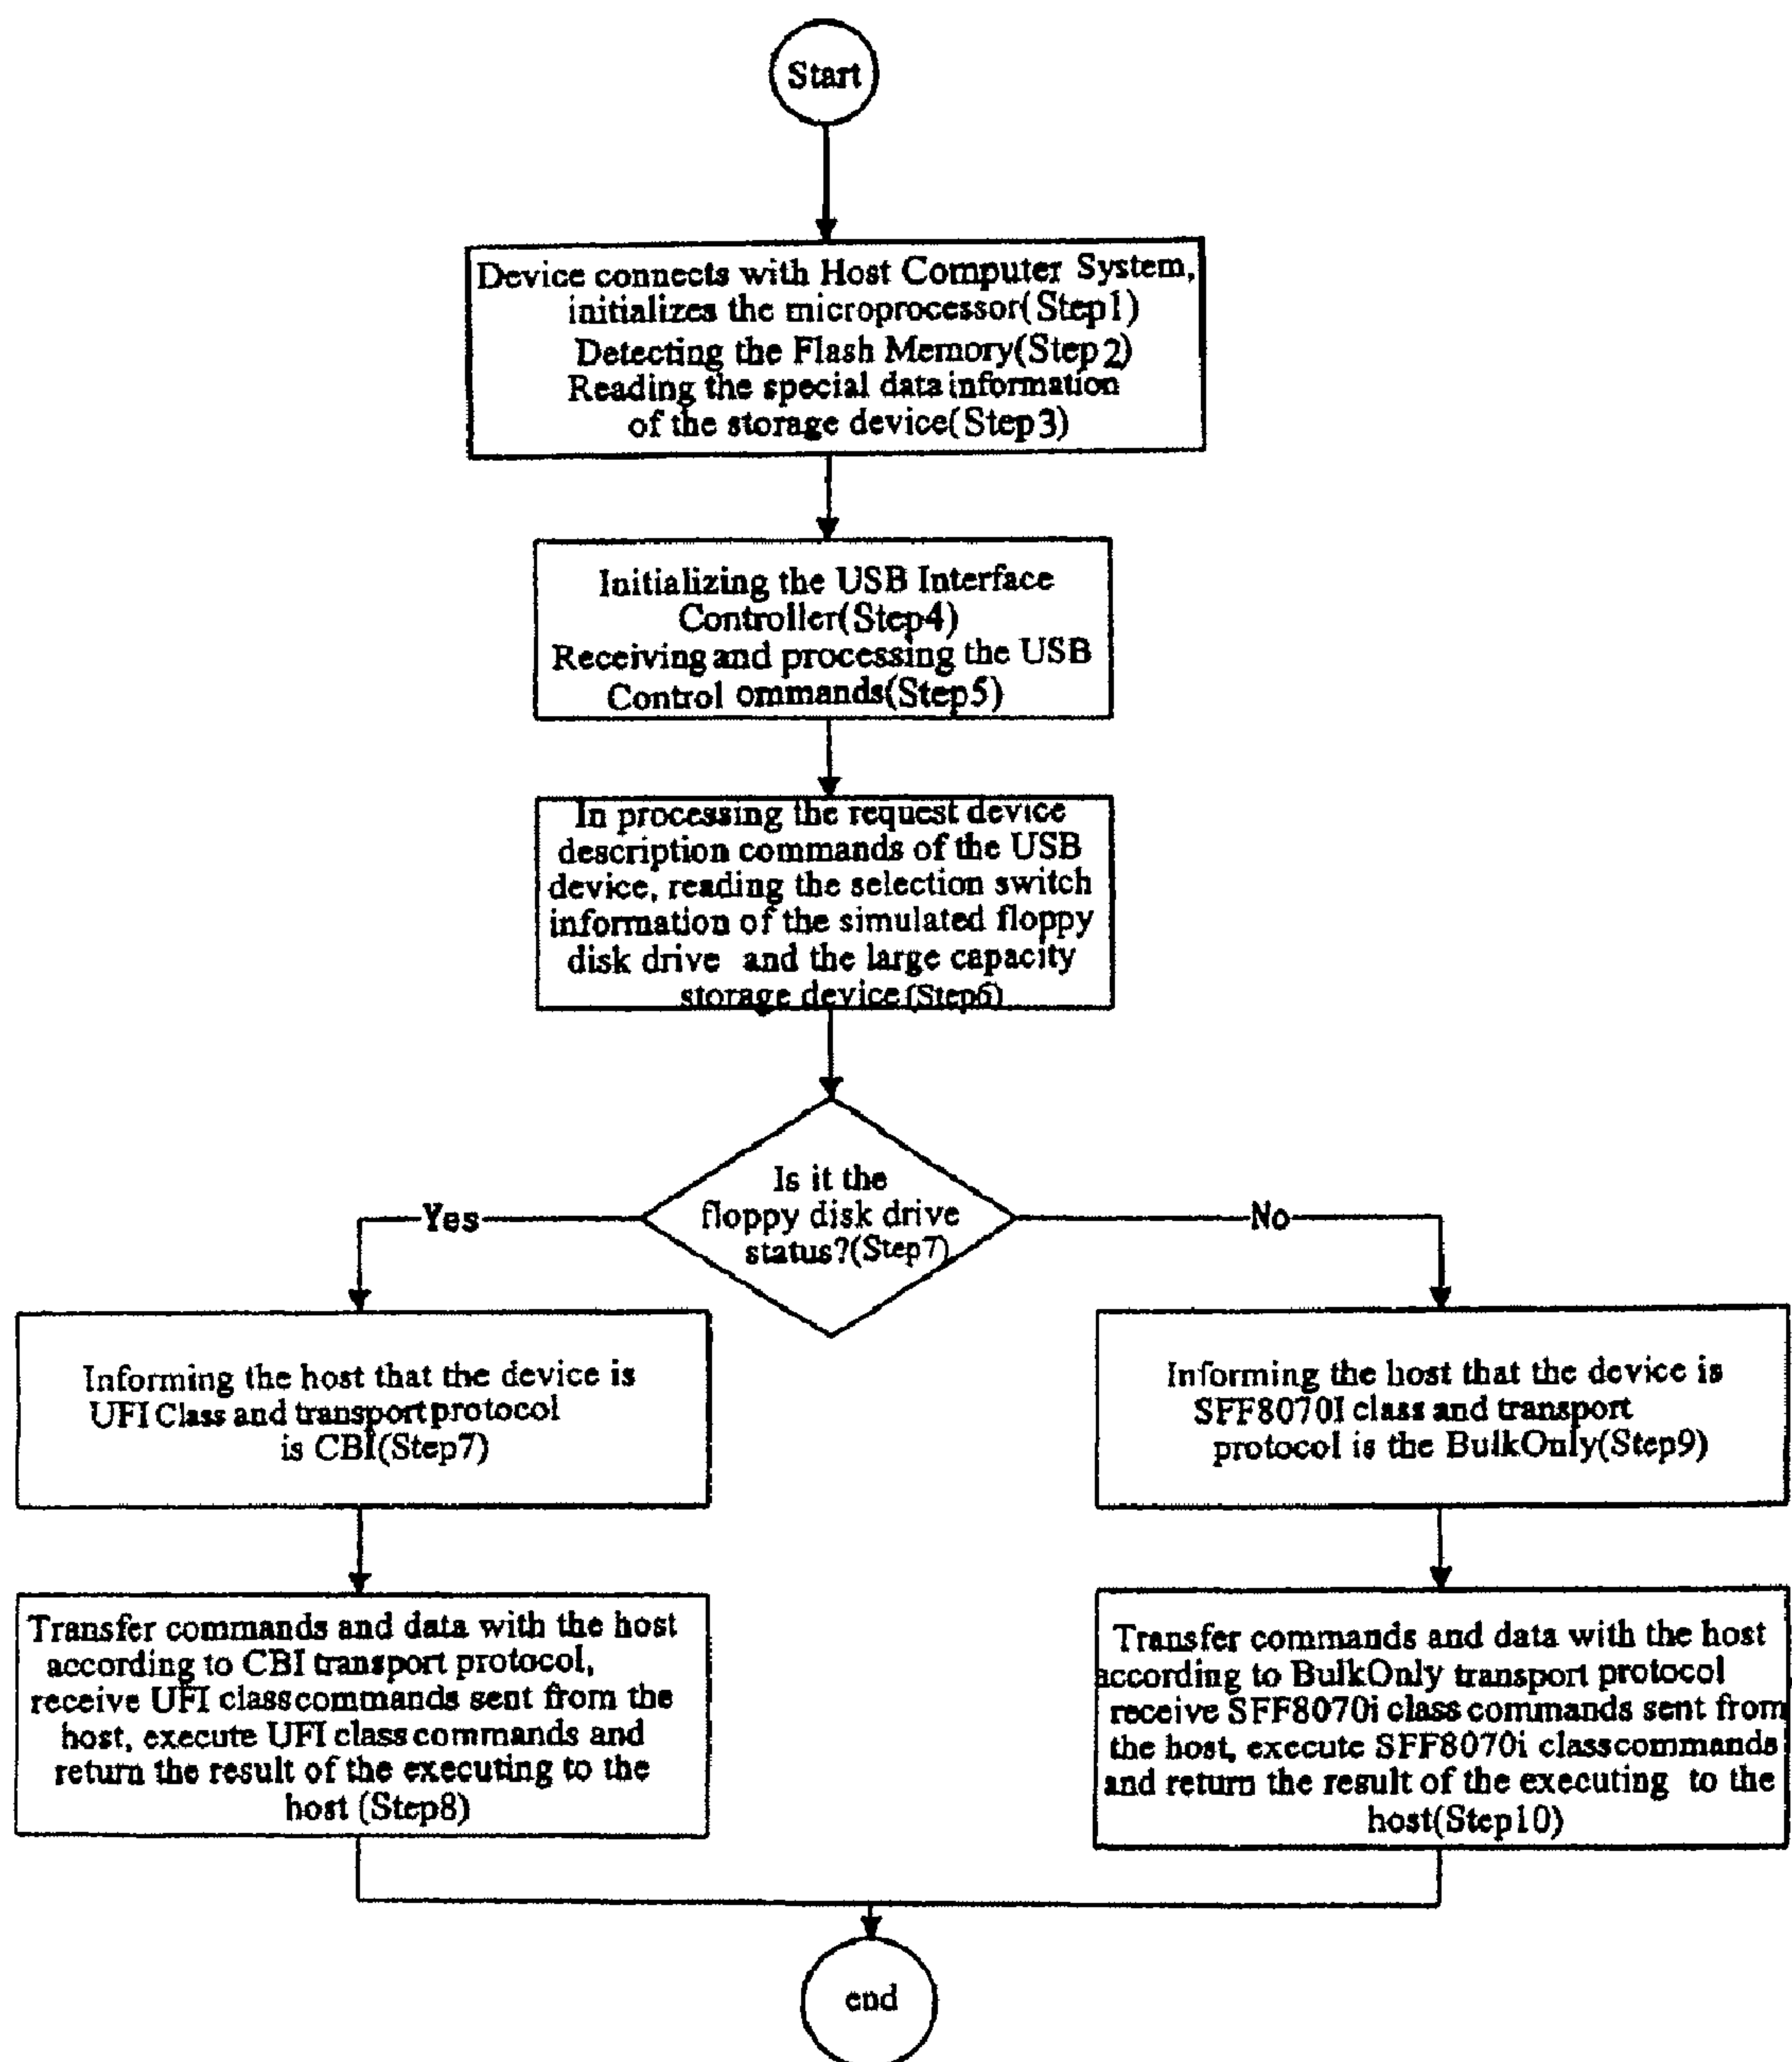 Start
Device connects with Host Computer System,
initializes the microprocessor(Step1)
Detecting the Flash Memory(Step2)
Reading the special data information
of the storage device(Step3)
Initializing the USB Interface
Controller(Step4)
Receiving and processing the USB
Control ommands(Step5)
In processing the request device
description commands of the USB
device, reading the selection switch
information of the simulated floppy
disk drive and the large capacity
storage device(Step6)
Is it the
floppy disk drive
status?(Step7)
Yes
No
Informing the host that the device is
UFI Class and transport protocol
is CBI(Step7)
Informing the host that the device is
SFF8070I class and transport
protocol is the BulkOnly(Step9)
Transfer commands and data with the host
according to CBI transport protocol,
receive UFI class commands sent from the
host, execute UFI class commands and
return the result of the executing to the
host (Step8)
Transfer commands and data with the host
according to BulkOnly transport protocol
receive SFF8070i class commands sent from
the host, execute SFF8070i class commands
and return the result of the executing to the
host(Step10)
end